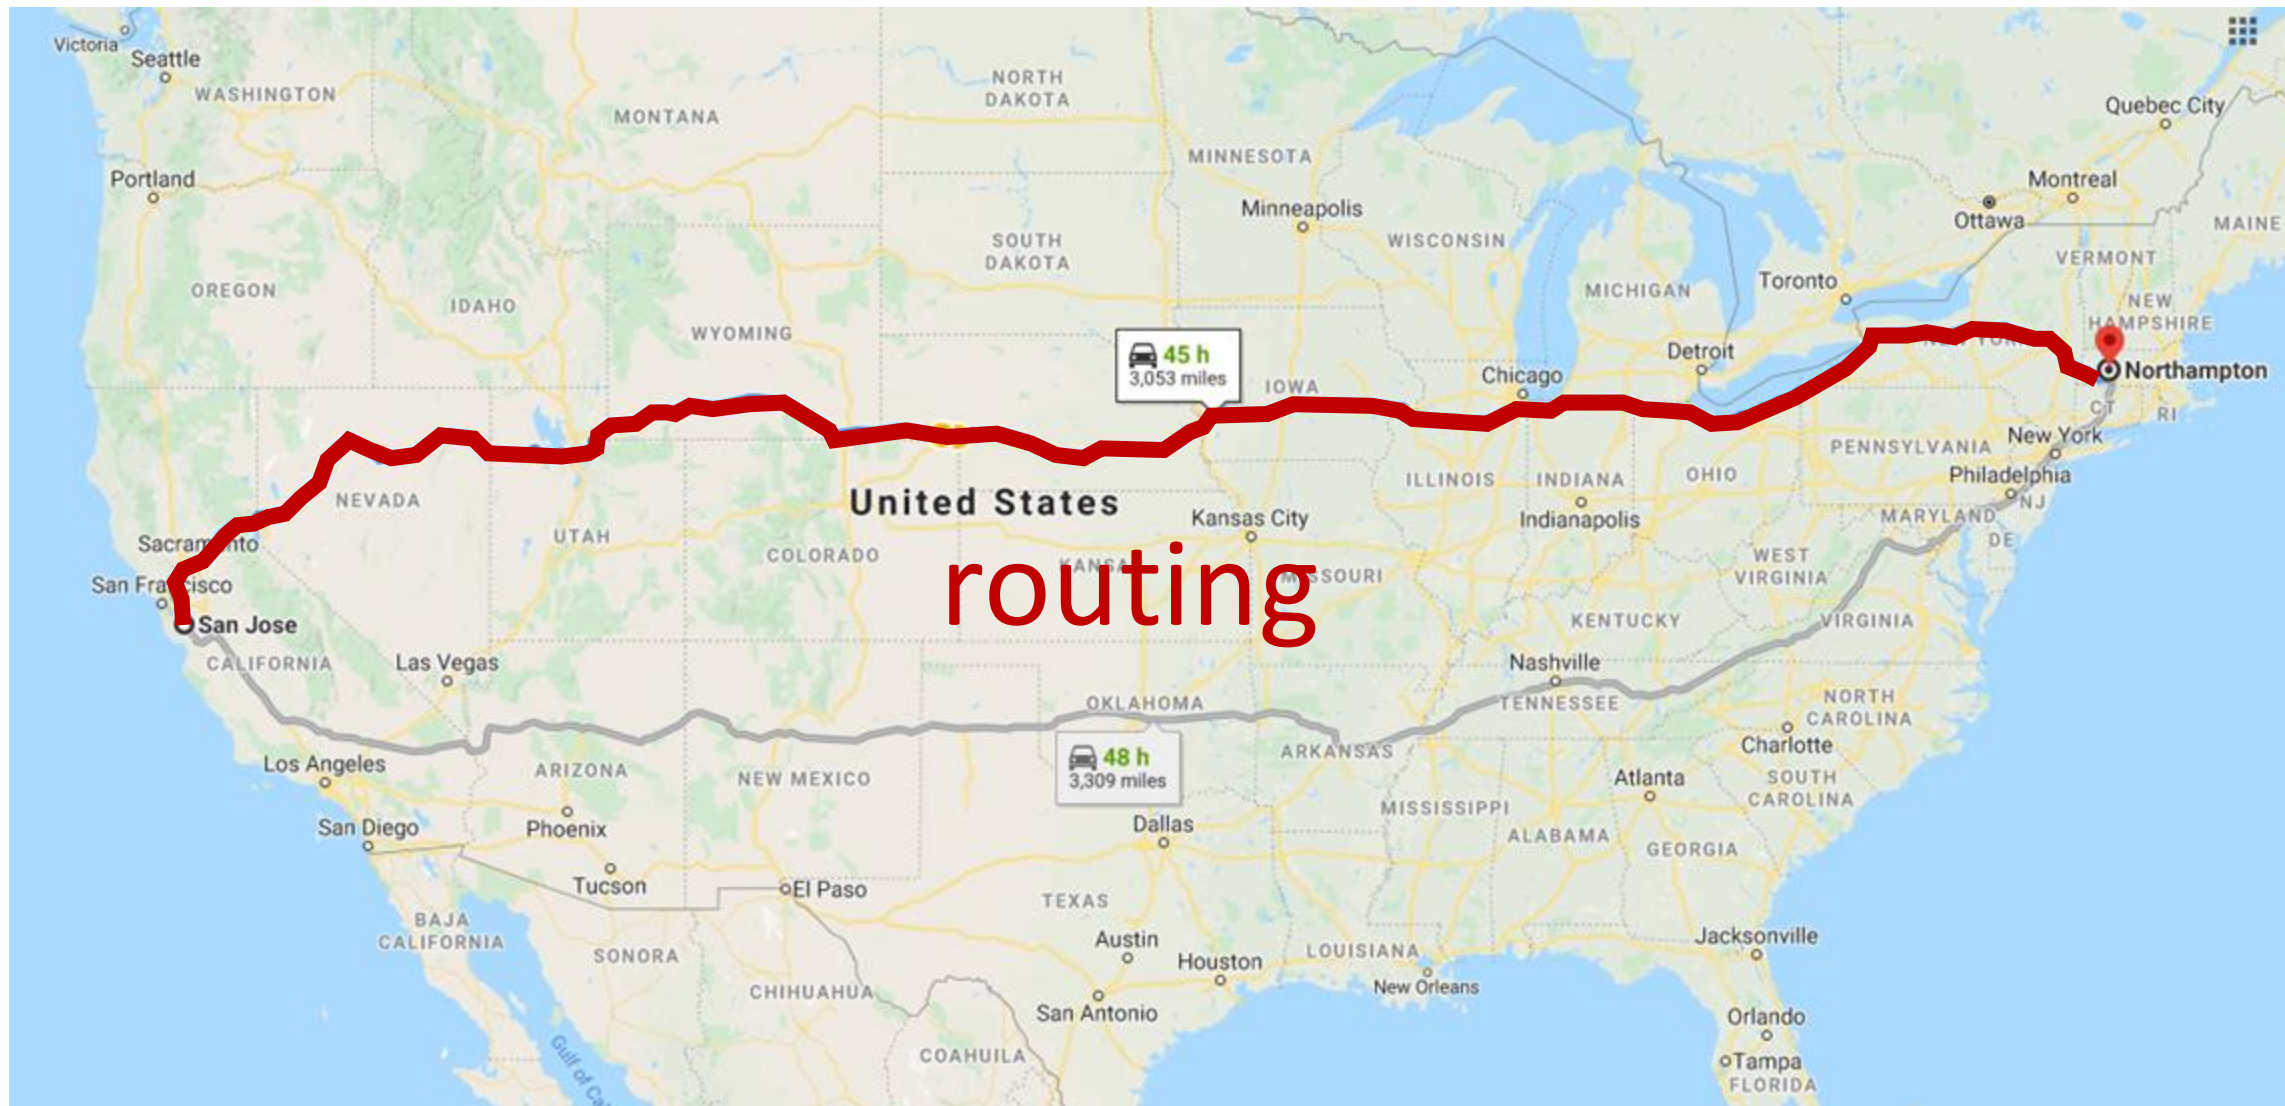 Victoria
Seattle
WASHINGTON
MONTANA
NORTH
DAKOTA
Quebec City
MINNESOTA
Portland
Montreal
Minneapolis
Ottawa
MAINE
WISCONSIN
SOUTH
DAKOTA
VERMONT
OREGON
IDAHO
MICHIGAN
Toronto
NEW
HAMPSHIRE
WYOMING
45 h
3,053 miles
Detroit
Northampton
Chicago
IOWA
CT
RI
New York
PENNSYLVANIA
Philadelphia
NJ
NEVADA
United States
ILLINOIS
INDIANA
OHIO
Kansas City
Indianapolis
MARYLAND
DE
Sacramento
UTAH
COLORADO
KANSAS
routing
MISSOURI
WEST
VIRGINIA
San Francisco
San Jose
KENTUCKY
VIRGINIA
CALIFORNIA
Las Vegas
Nashville
TENNESSEE
NORTH
CAROLINA
OKLAHOMA
48 h
3,309 miles
ARKANSAS
Charlotte
Los Angeles
ARIZONA
NEW MEXICO
Atlanta
SOUTH
CAROLINA
MISSISSIPPI
San Diego
Phoenix
Dallas
ALABAMA
GEORGIA
Tucson
El Paso
TEXAS
BAJA
CALIFORNIA
SONORA
Austin
Houston
LOUISIANA
Jacksonville
New Orleans
CHIHUAHUA
San Antonio
Orlando
COAHUILA
Tampa
FLORIDA
Gulf of